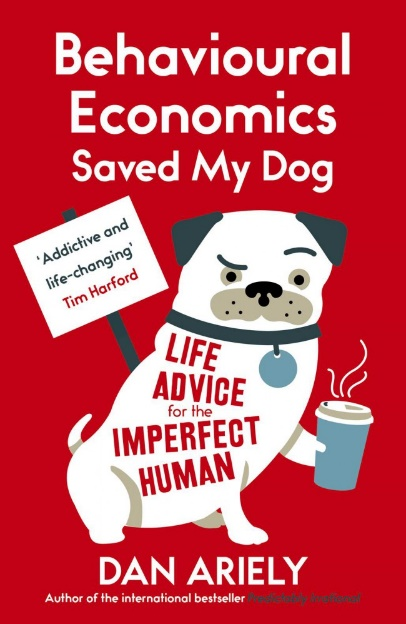 Behavioural
Economics
Saved My Dog
'Addictive and
life-changing'
Tim Harford
LIFE
ADVICE
for the
IMPERFECT
HUMAN
DAN ARIELY
Author of the international bestseller Predictably Irrational